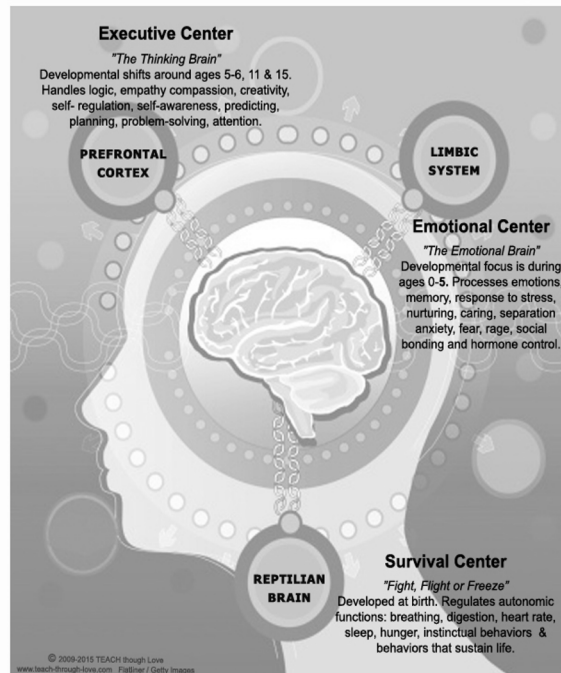 Executive Center
"The Thinking Brain"
Developmental shifts around ages 5-6, 11 & 15.
Handles logic, empathy compassion, creativity,
self- regulation, self-awareness, predicting,
planning, problem-solving, attention.
PREFRONTAL
CORTEX
LIMBIC
SYSTEM
Emotional Center
"The Emotional Brain"
Developmental focus is during
ages 0-5. Processes emotions,
memory, response to stress,
nurturing, caring, separation
anxiety, fear, rage, social
bonding and hormone control.
REPTILIAN
BRAIN
Survival Center
"Fight, Flight or Freeze"
Developed at birth. Regulates autonomic
functions: breathing, digestion, heart rate,
sleep, hunger, instinctual behaviors &
behaviors that sustain life.
© 2009-2015 TEACH though Love
www.teach-through-love.com Flatliner / Getty Images